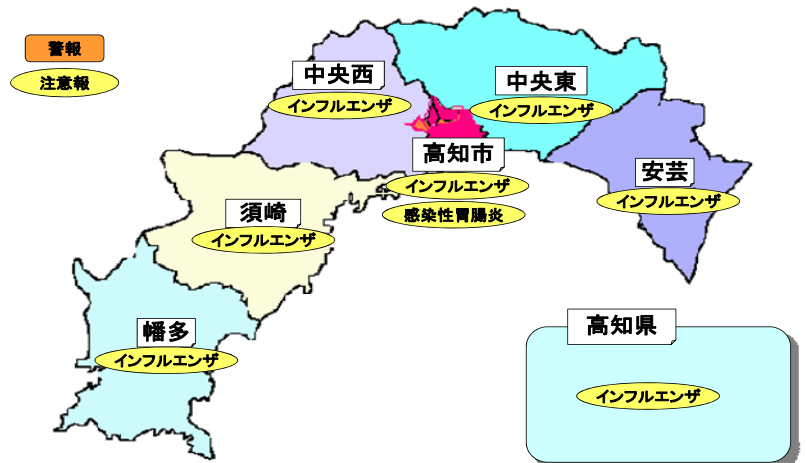 警報
注意報
中央西
インフルエンザ
中央東
インフルエンザ
高知市
インフルエンザ
感染性胃腸炎
安芸
インフルエンザ
須崎
インフルエンザ
幡多
インフルエンザ
高知県
インフルエンザ